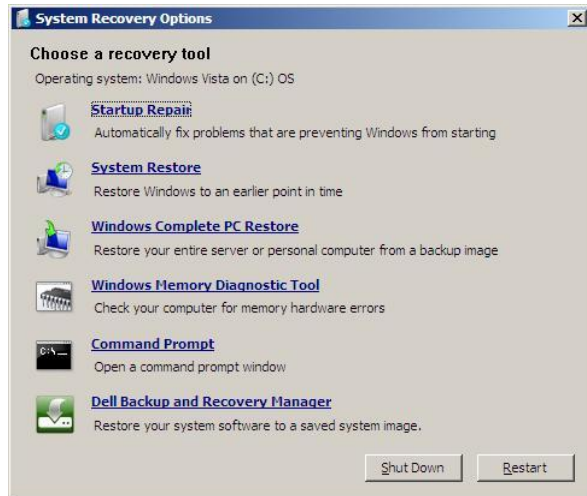 System Recovery Options
Choose a recovery tool
Operating system: Windows Vista on (C:) OS
Startup Repair
Automatically fix problems that are preventing Windows from starting
System Restore
Restore Windows to an earlier point in time
Windows Complete PC Restore
Restore your entire server or personal computer from a backup image
Windows Memory Diagnostic Tool
Check your computer for memory hardware errors
C:\_
Command Prompt
Open a command prompt window
Dell Backup and Recovery Manager
Restore your system software to a saved system image.
Shut Down
Restart